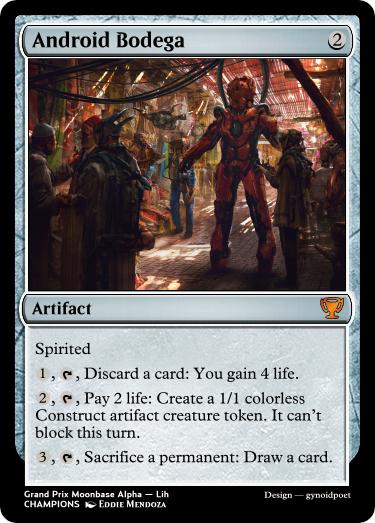 Android Bodega 2
Artifact
Spirited
1, T, Discard a card: You gain 4 life.
2, T, Pay 2 life: Create a 1/1 colorless
Construct artifact creature token. It can't
block this turn.
3, T, Sacrifice a permanent: Draw a card.
Grand Prix Moonbase Alpha — Lih
CHAMPIONS EDDIE MENDOZA
Design — gynoidpoet